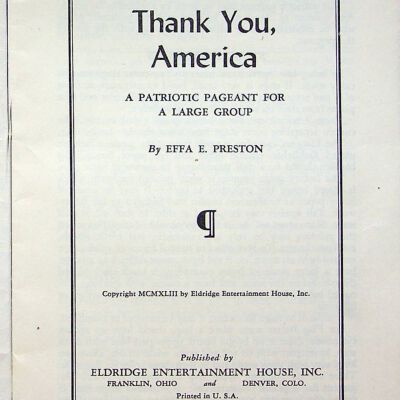 Thank You,
America
A PATRIOTIC PAGEANT FOR
A LARGE GROUP
By EFFA E. PRESTON
¶
Copyright MCMXLIII by Eldridge Entertainment House, Inc.
Published by
ELDRIDGE ENTERTAINMENT HOUSE, INC.
FRANKLIN, OHIO and DENVER, COLO.
Printed in U. S. A.